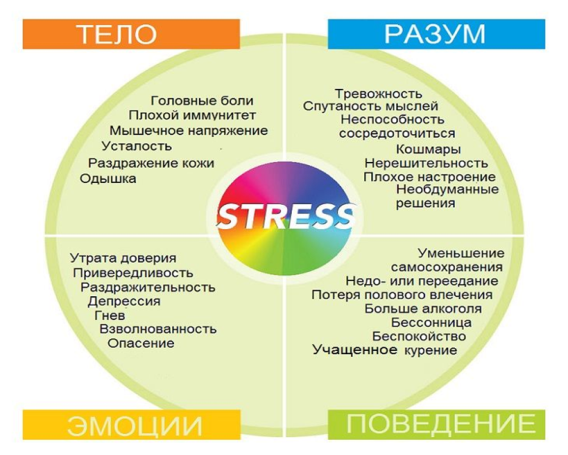 ТЕЛО
РАЗУМ
Головные боли
Плохой иммунитет
Мышечное напряжение
Усталость
Раздражение кожи
Одышка
Тревожность
Спутаность мыслей
Неспособность
сосредоточиться
Кошмары
Нерешительность
Плохое настроение
Необдуманные
решения
STRESS
Утрата доверия
Привередливость
Раздражительность
Депрессия
Гнев
Взволнованность
Опасение
Уменьшение
самосохранения
Недо- или переедание
Потеря полового влечения
Больше алкоголя
Бессонница
Беспокойство
Учащенное курение
ЭМОЦИИ
ПОВЕДЕНИЕ